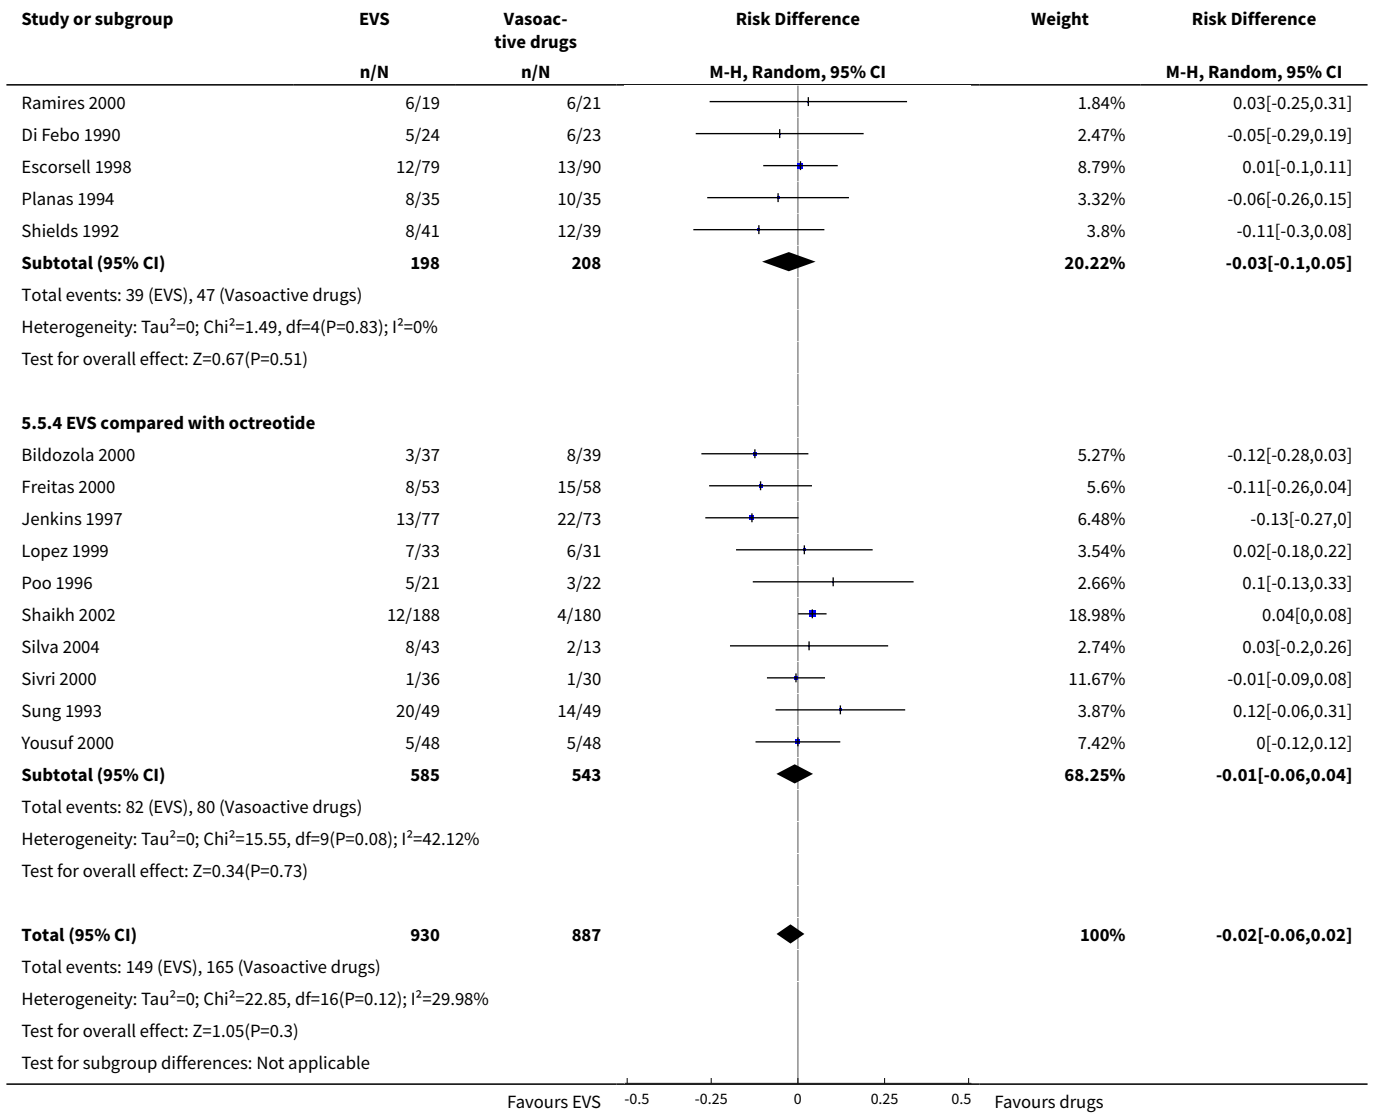 Study or subgroup EVS Vasoac- Risk Difference Weight Risk Difference
tive drugs
n/N n/N M-H, Random, 95% CI M-H, Random, 95% CI
Ramires 2000 6/19 6/21 1.84% 0.03[-0.25,0.31]
Di Febo 1990 5/24 6/23 2.47% -0.05[-0.29,0.19]
Escorsell 1998 12/79 13/90 8.79% 0.01[-0.1,0.11]
Planas 1994 8/35 10/35 3.32% -0.06[-0.26,0.15]
Shields 1992 8/41 12/39 3.8% -0.11[-0.3,0.08]
Subtotal (95% CI) 198 208 20.22% -0.03[-0.1,0.05]
Total events: 39 (EVS), 47 (Vasoactive drugs)
Heterogeneity: Tau²=0; Chi²=1.49, df=4(P=0.83); I²=0%
Test for overall effect: Z=0.67(P=0.51)
5.5.4 EVS compared with octreotide
Bildozola 2000 3/37 8/39 5.27% -0.12[-0.28,0.03]
Freitas 2000 8/53 15/58 5.6% -0.11[-0.26,0.04]
Jenkins 1997 13/77 22/73 6.48% -0.13[-0.27,0]
Lopez 1999 7/33 6/31 3.54% 0.02[-0.18,0.22]
Poo 1996 5/21 3/22 2.66% 0.1[-0.13,0.33]
Shaikh 2002 12/188 4/180 18.98% 0.04[0,0.08]
Silva 2004 8/43 2/13 2.74% 0.03[-0.2,0.26]
Sivri 2000 1/36 1/30 11.67% -0.01[-0.09,0.08]
Sung 1993 20/49 14/49 3.87% 0.12[-0.06,0.31]
Yousuf 2000 5/48 5/48 7.42% 0[-0.12,0.12]
Subtotal (95% CI) 585 543 68.25% -0.01[-0.06,0.04]
Total events: 82 (EVS), 80 (Vasoactive drugs)
Heterogeneity: Tau²=0; Chi²=15.55, df=9(P=0.08); I²=42.12%
Test for overall effect: Z=0.34(P=0.73)
Total (95% CI) 930 887 100% -0.02[-0.06,0.02]
Total events: 149 (EVS), 165 (Vasoactive drugs)
Heterogeneity: Tau²=0; Chi²=22.85, df=16(P=0.12); I²=29.98%
Test for overall effect: Z=1.05(P=0.3)
Test for subgroup differences: Not applicable
Favours EVS -0.5 -0.25 0 0.25 0.5 Favours drugs